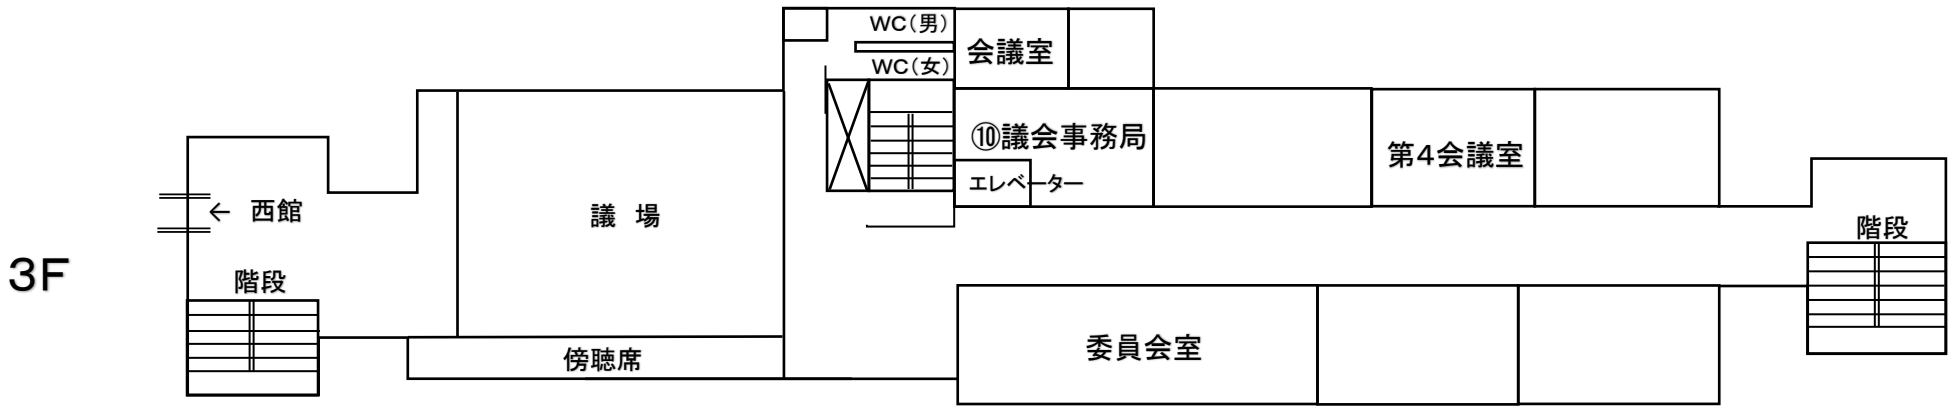 WC(男)
会議室
WC(女)
⑩議会事務局
第4会議室
エレベーター
← 西館
議 場
階段
3F
階段
委員会室
傍聴席